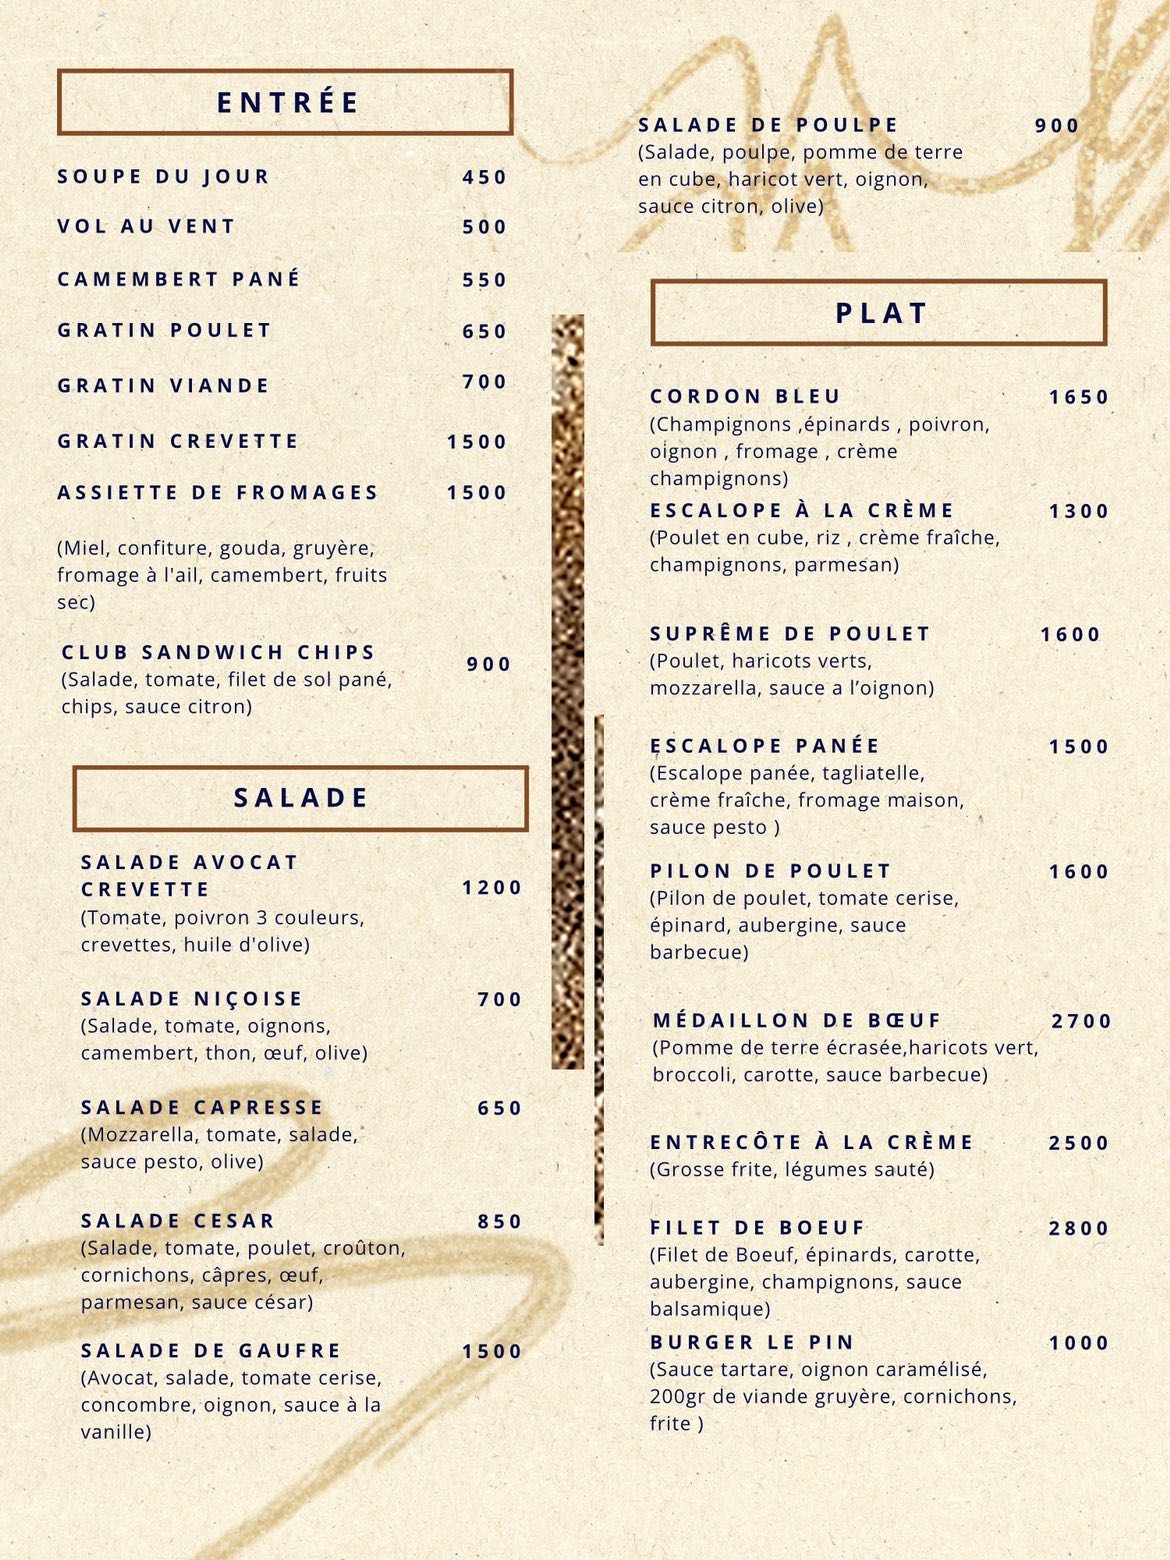 ENTRÉE
SOUPE DU JOUR 450
VOL AU VENT 500
CAMEMBERT PANÉ 550
GRATIN POULET 650
GRATIN VIANDE 700
GRATIN CREVETTE 1500
ASSIETTE DE FROMAGES 1500
(Miel, confiture, gouda, gruyère,
fromage à l'ail, camembert, fruits
sec)
CLUB SANDWICH CHIPS 900
(Salade, tomate, filet de sol pané,
chips, sauce citron)
SALADE
SALADE AVOCAT
CREVETTE 1200
(Tomate, poivron 3 couleurs,
crevettes, huile d'olive)
SALADE NIÇOISE 700
(Salade, tomate, oignons,
camembert, thon, œuf, olive)
SALADE CAPRESSE 650
(Mozzarella, tomate, salade,
sauce pesto, olive)
SALADE CESAR 850
(Salade, tomate, poulet, croûton,
cornichons, câpres, œuf,
parmesan, sauce césar)
SALADE DE GAUFRE 1500
(Avocat, salade, tomate cerise,
concombre, oignon, sauce à la
vanille)
SALADE DE POULPE 900
(Salade, poulpe, pomme de terre
en cube, haricot vert, oignon,
sauce citron, olive)
PLAT
CORDON BLEU 1650
(Champignons ,épinards , poivron,
oignon , fromage , crème
champignons)
ESCALOPE À LA CRÈME 1300
(Poulet en cube, riz , crème fraîche,
champignons, parmesan)
SUPRÊME DE POULET 1600
(Poulet, haricots verts,
mozzarella, sauce a l’oignon)
ESCALOPE PANÉE 1500
(Escalope panée, tagliatelle,
crème fraîche, fromage maison,
sauce pesto )
PILON DE POULET 1600
(Pilon de poulet, tomate cerise,
épinard, aubergine, sauce
barbecue)
MÉDAILLON DE BŒUF 2700
(Pomme de terre écrasée,haricots vert,
broccoli, carotte, sauce barbecue)
ENTRECÔTE À LA CRÈME 2500
(Grosse frite, légumes sauté)
FILET DE BOEUF 2800
(Filet de Boeuf, épinards, carotte,
aubergine, champignons, sauce
balsamique)
BURGER LE PIN 1000
(Sauce tartare, oignon caramélisé,
200gr de viande gruyère, cornichons,
frite )